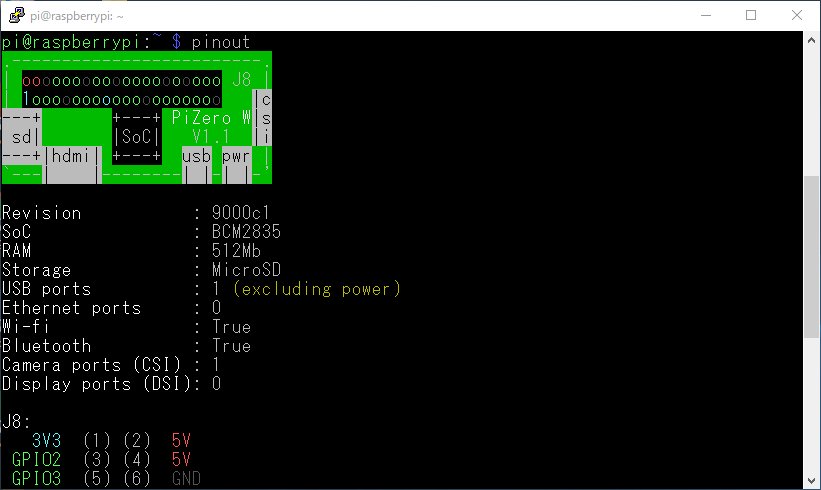 pi@raspberrypi: ~
pi@raspberrypi:~ $ pinout
.-------------------------.
| oooooooooooooooooooo J8 |
| 1ooooooooooooooooooo   |c
---+       +---+ PiZero W|s
 sd|       |SoC|   V1.1  |i
---+|hdmi| +---+  usb pwr |
`---|    |--------| |-| |-'
Revision           : 9000c1
SoC                : BCM2835
RAM                : 512Mb
Storage            : MicroSD
USB ports          : 1 (excluding power)
Ethernet ports     : 0
Wi-fi              : True
Bluetooth          : True
Camera ports (CSI) : 1
Display ports (DSI): 0
J8:
   3V3  (1) (2)  5V
 GPIO2  (3) (4)  5V
 GPIO3  (5) (6)  GND